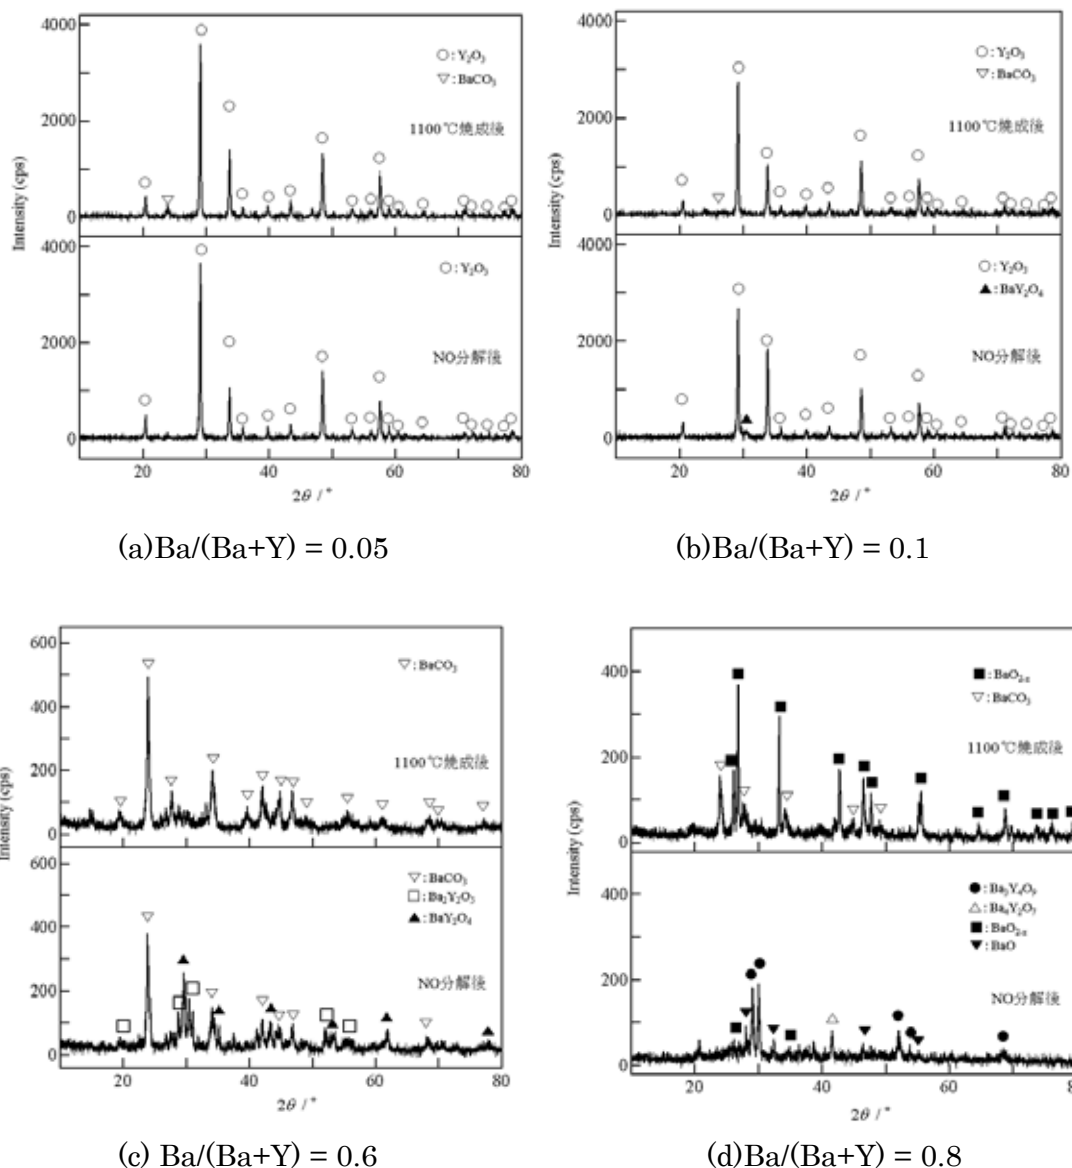 4000
2000
0
○: Y₂O₃
▽: BaCO₃
1100℃焼成後
4000
2000
0
○: Y₂O₃
NO分解後
Intensity (cps)
20 40 60 80
2θ /°
(a)Ba/(Ba+Y) = 0.05
4000
2000
0
○: Y₂O₃
▽: BaCO₃
1100℃焼成後
4000
2000
0
○: Y₂O₃
▲: BaY₂O₄
NO分解後
Intensity (cps)
20 40 60 80
2θ /°
(b)Ba/(Ba+Y) = 0.1
600
400
200
0
▽: BaCO₃
1100℃焼成後
600
400
200
0
▽: BaCO₃
□: Ba₂Y₂O₅
▲: BaY₂O₄
NO分解後
Intensity (cps)
20 40 60 80
2θ /°
(c) Ba/(Ba+Y) = 0.6
400
200
0
■: BaO₂₋ₓ
▽: BaCO₃
1100℃焼成後
400
200
0
●: Ba₃Y₄O₉
△: Ba₄Y₂O₇
■: BaO₂₋ₓ
▼: BaO
NO分解後
Intensity (cps)
20 40 60
2θ /°
(d)Ba/(Ba+Y) = 0.8